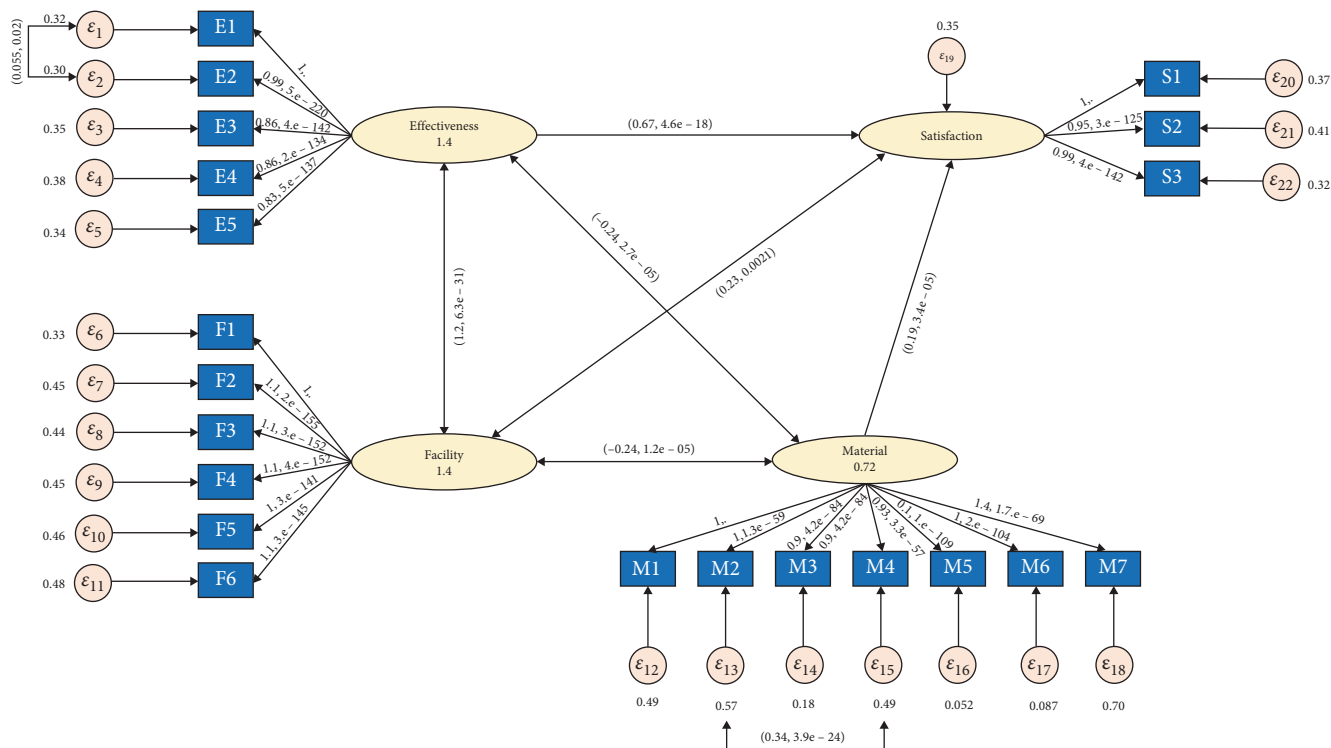 0.32
ε1
E1
(0.055, 0.02)
0.30
ε2
E2
0.35
ε3
E3
0.38
ε4
E4
0.34
ε5
E5
1,.
0.99, 5.e − 220
0.86, 4.e − 142
0.86, 2.e − 134
0.83, 5.e − 137
Effectiveness
1.4
(0.67, 4.6e − 18)
0.35
ε19
Satisfaction
1,.
0.95, 3.e − 125
0.99, 4.e − 142
S1
ε20
0.37
S2
ε21
0.41
S3
ε22
0.32
(−0.24, 2.7e − 05)
(0.23, 0.0021)
(1.2, 6.3e − 31)
(0.19, 3.4e − 05)
0.33
ε6
F1
0.45
ε7
F2
0.44
ε8
F3
0.45
ε9
F4
0.46
ε10
F5
0.48
ε11
F6
1,.
1.1, 2.e − 155
1.1, 3.e − 152
1.1, 4.e − 152
1, 3.e − 141
1.1, 3.e − 145
Facility
1.4
(−0.24, 1.2e − 05)
Material
0.72
1,.
1,1.3e − 59
0.9, 4.2e − 84
0.9, 4.2e − 84
0.93, 3.3e − 57
0.1, 1.e − 109
1, 2.e − 104
1.4, 1.7.e − 69
M1
M2
M3
M4
M5
M6
M7
ε12
ε13
ε14
ε15
ε16
ε17
ε18
0.49
0.57
0.18
0.49
0.052
0.087
0.70
(0.34, 3.9e − 24)